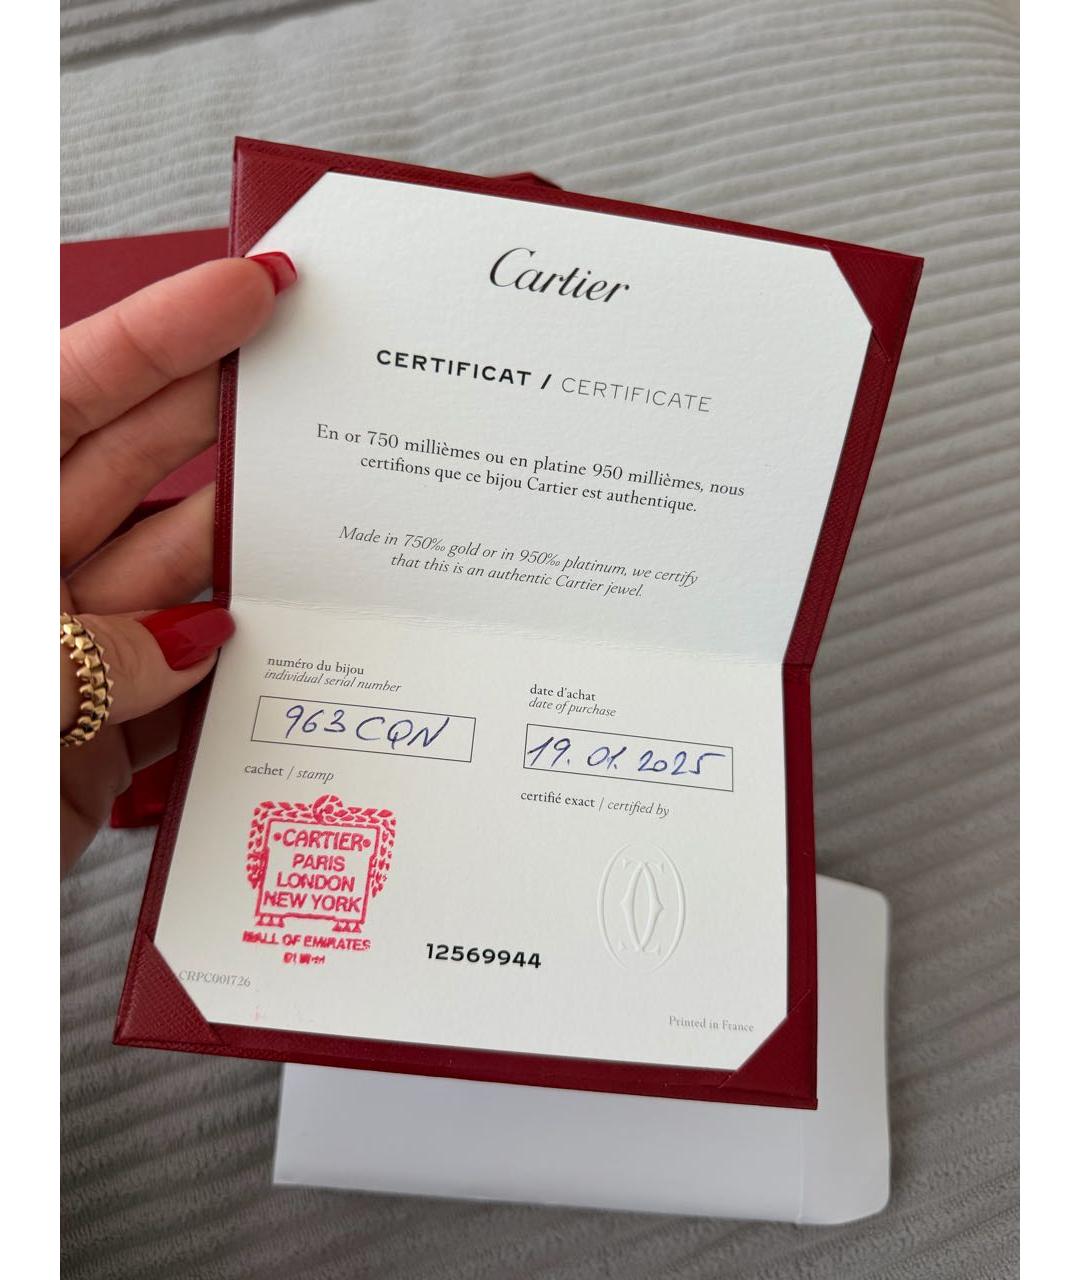 Cartier
CERTIFICAT / CERTIFICATE
En or 750 millièmes ou en platine 950 millièmes, nous
certifions que ce bijou Cartier est authentique.
Made in 750‰ gold or in 950‰ platinum, we certify
that this is an authentic Cartier jewel.
numéro du bijou
individual serial number
963CQN
date d'achat
date of purchase
19.01.2025
cachet / stamp
certifié exact / certified by
•CARTIER•
PARIS
LONDON
NEW YORK
MALL OF EMIRATES
12569944
CRPC001726
Printed in France